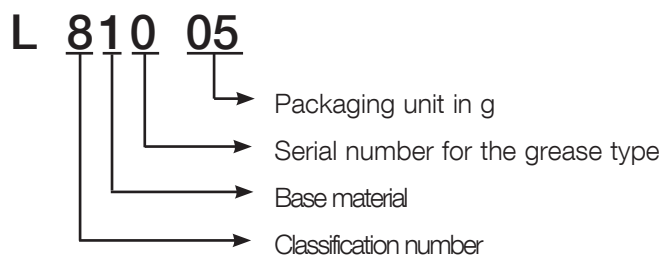 L 810 05
Packaging unit in g
Serial number for the grease type
Base material
Classification number